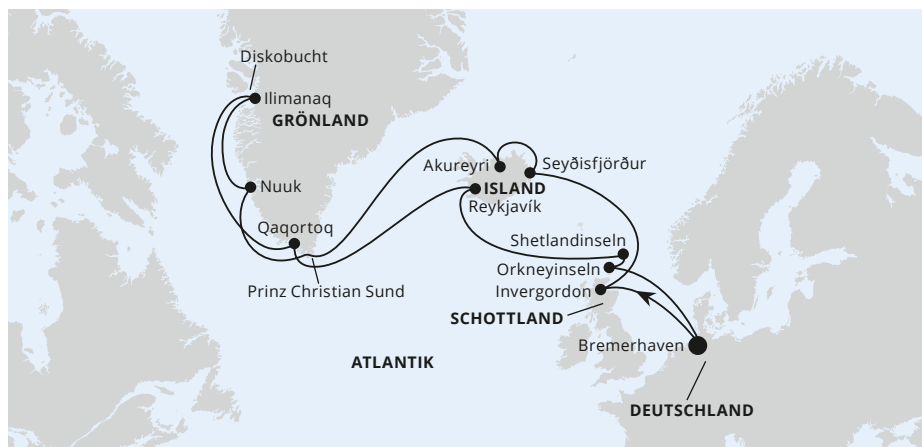 Diskobucht
Ilimanaq
GRÖNLAND
Akureyri
Seyðisfjörður
Nuuk
ISLAND
Reykjavík
Qaqortoq
Shetlandinseln
Orkneyinseln
Prinz Christian Sund
Invergordon
SCHOTTLAND
Bremerhaven
ATLANTIK
DEUTSCHLAND